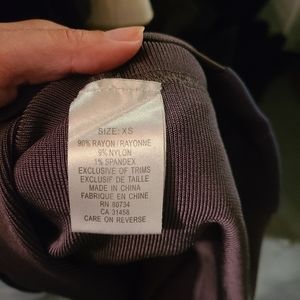 SIZE: XS
90% RAYON/RAYONNE
9% NYLON
1% SPANDEX
EXCLUSIVE OF TRIMS
EXCLUSIF DE TAILLE
MADE IN CHINA
FABRIQUE EN CHINE
RN 80734
CA 31458
CARE ON REVERSE